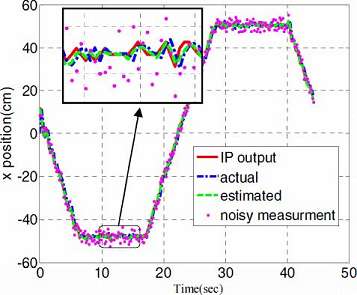 60
40
20
0
-20
-40
-60
x position(cm)
IP output
actual
estimated
noisy measurment
0
10
20
30
40
50
Time(sec)